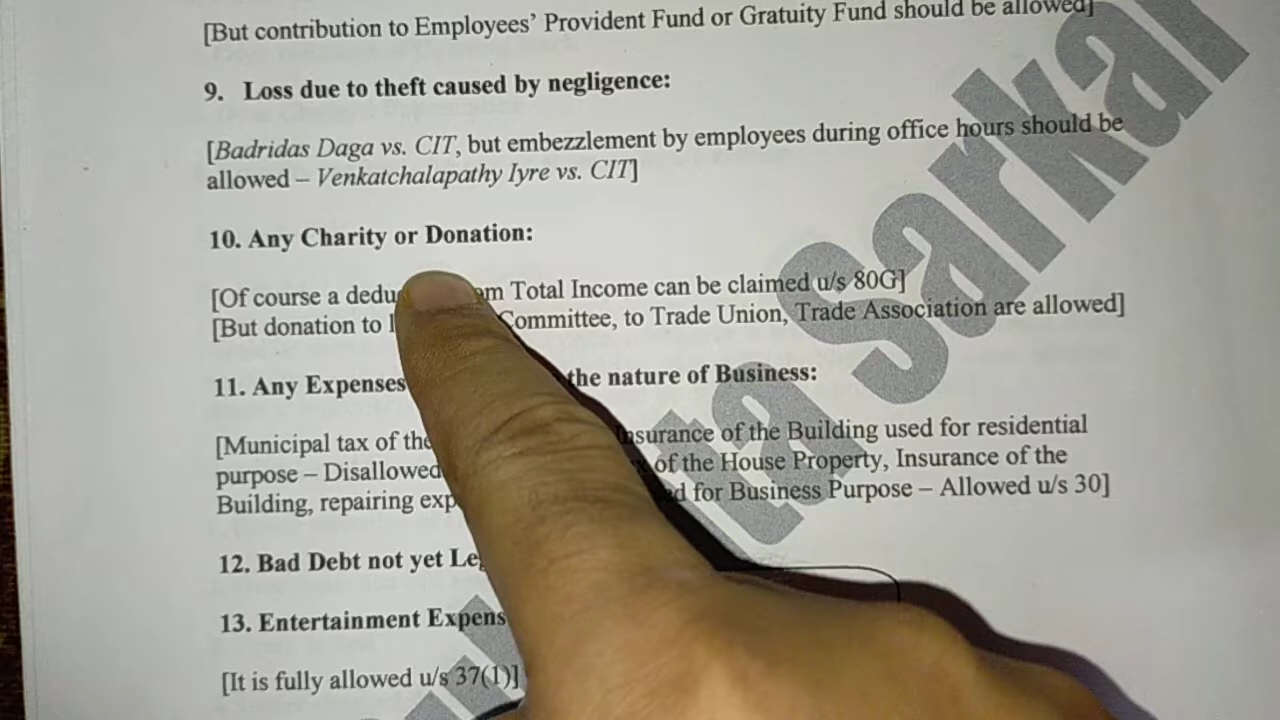 [But contribution to Employees' Provident Fund or Gratuity Fund should be allowed]
9. Loss due to theft caused by negligence:
[Badridas Daga vs. CIT, but embezzlement by employees during office hours should be
allowed – Venkatchalapathy Iyre vs. CIT]
10. Any Charity or Donation:
[Of course a Total Income can be claimed u/s 80G]
[But donation to Committee, to Trade Union, Trade Association are allowed]
11. Any Expenses the nature of Business:
[Municipal tax of the Insurance of the Building used for residential
purpose – Disallowed of the House Property, Insurance of the
Building, repairing for Business Purpose – Allowed u/s 30]
12. Bad Debt not yet
13. Entertainment
[It is fully allowed u/s 37(1)]
Sarkar